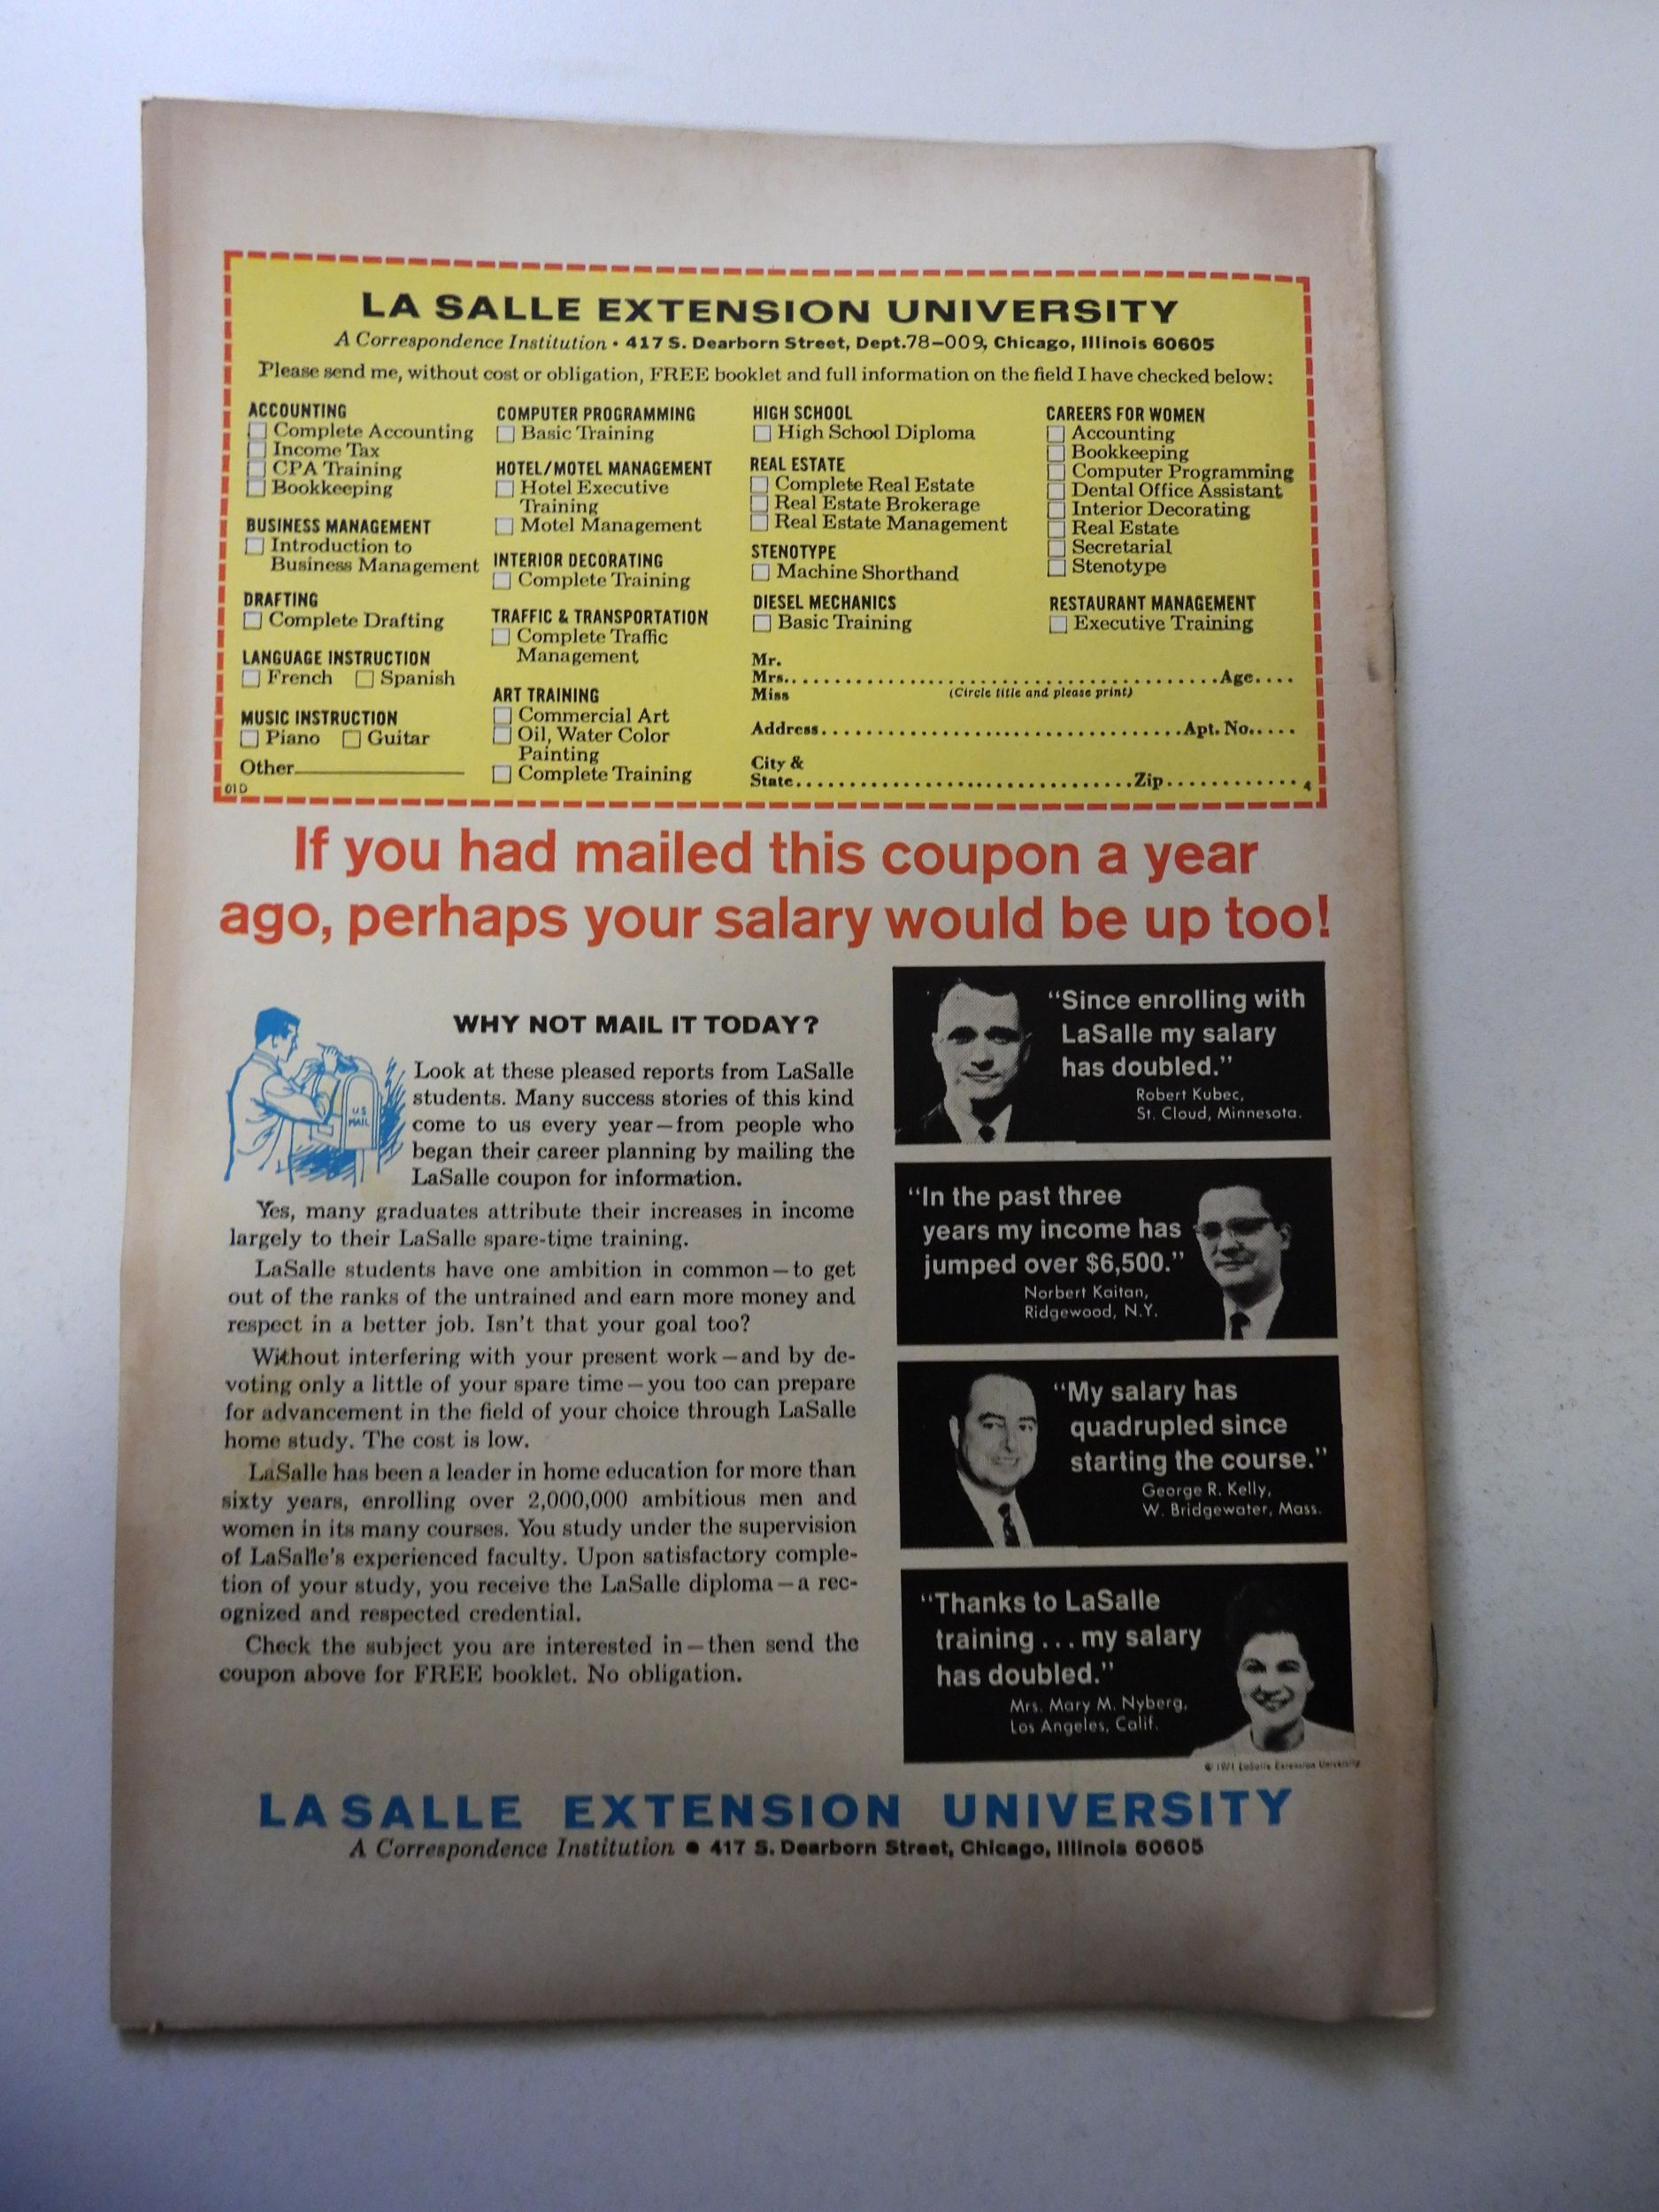 LA SALLE EXTENSION UNIVERSITY
A Correspondence Institution • 417 S. Dearborn Street, Dept.78-009, Chicago, Illinois 60605
Please send me, without cost or obligation, FREE booklet and full information on the field I have checked below:
ACCOUNTING
Complete Accounting
Income Tax
CPA Training
Bookkeeping
BUSINESS MANAGEMENT
Introduction to
Business Management
DRAFTING
Complete Drafting
LANGUAGE INSTRUCTION
French Spanish
MUSIC INSTRUCTION
Piano Guitar
Other
01D
COMPUTER PROGRAMMING
Basic Training
HOTEL/MOTEL MANAGEMENT
Hotel Executive
Training
Motel Management
INTERIOR DECORATING
Complete Training
TRAFFIC & TRANSPORTATION
Complete Traffic
Management
ART TRAINING
Commercial Art
Oil, Water Color
Painting
Complete Training
HIGH SCHOOL
High School Diploma
REAL ESTATE
Complete Real Estate
Real Estate Brokerage
Real Estate Management
STENOTYPE
Machine Shorthand
DIESEL MECHANICS
Basic Training
CAREERS FOR WOMEN
Accounting
Bookkeeping
Computer Programming
Dental Office Assistant
Interior Decorating
Real Estate
Secretarial
Stenotype
RESTAURANT MANAGEMENT
Executive Training
Mr.
Mrs. Age
Miss (Circle title and please print)
Address Apt. No.
City &
State Zip 4
If you had mailed this coupon a year
ago, perhaps your salary would be up too!
WHY NOT MAIL IT TODAY?
U.S.
MAIL
Look at these pleased reports from LaSalle
students. Many success stories of this kind
come to us every year—from people who
began their career planning by mailing the
LaSalle coupon for information.
Yes, many graduates attribute their increases in income
largely to their LaSalle spare-time training.
LaSalle students have one ambition in common—to get
out of the ranks of the untrained and earn more money and
respect in a better job. Isn't that your goal too?
Without interfering with your present work—and by de-
voting only a little of your spare time—you too can prepare
for advancement in the field of your choice through LaSalle
home study. The cost is low.
LaSalle has been a leader in home education for more than
sixty years, enrolling over 2,000,000 ambitious men and
women in its many courses. You study under the supervision
of LaSalle's experienced faculty. Upon satisfactory comple-
tion of your study, you receive the LaSalle diploma—a rec-
ognized and respected credential.
Check the subject you are interested in—then send the
coupon above for FREE booklet. No obligation.
"Since enrolling with
LaSalle my salary
has doubled."
Robert Kubec,
St. Cloud, Minnesota.
"In the past three
years my income has
jumped over $6,500."
Norbert Kaitan,
Ridgewood, N.Y.
"My salary has
quadrupled since
starting the course."
George R. Kelly,
W. Bridgewater, Mass.
"Thanks to LaSalle
training . . . my salary
has doubled."
Mrs. Mary M. Nyberg,
Los Angeles, Calif.
© 1971 LaSalle Extension University
LA SALLE EXTENSION UNIVERSITY
A Correspondence Institution • 417 S. Dearborn Street, Chicago, Illinois 60605